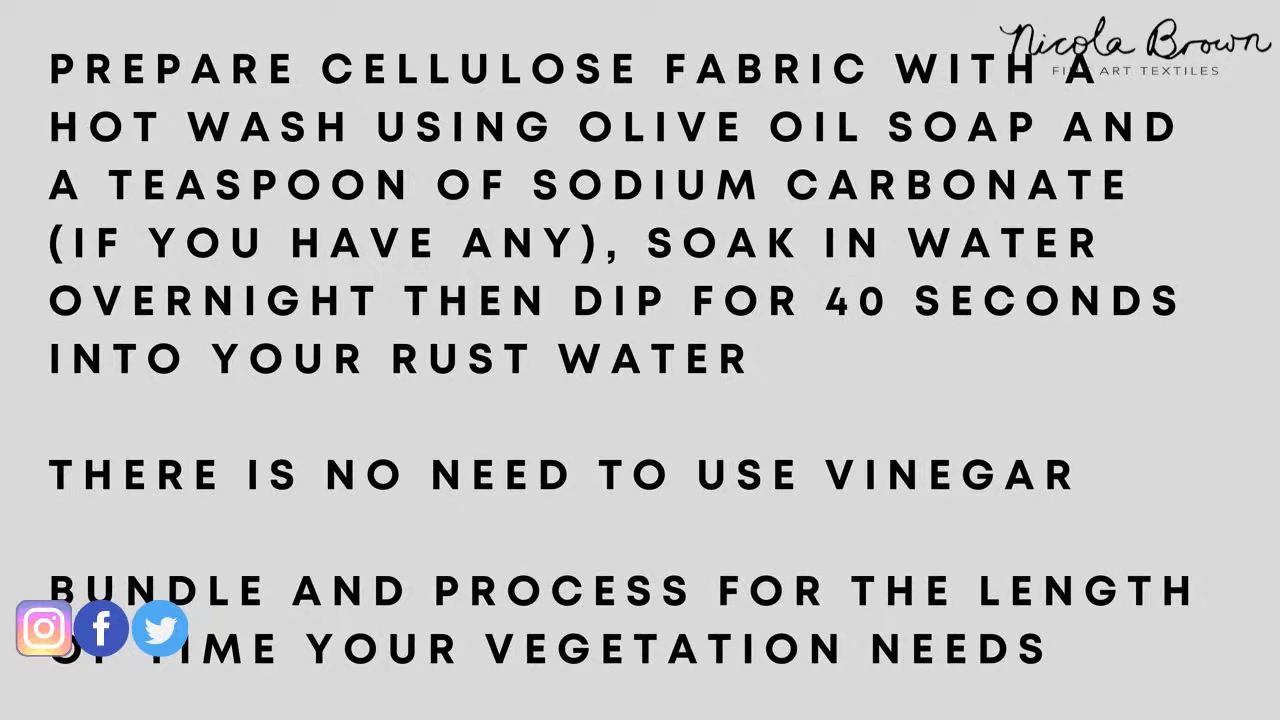 Nicola Brown
FINE ART TEXTILES
PREPARE CELLULOSE FABRIC WITH A
HOT WASH USING OLIVE OIL SOAP AND
A TEASPOON OF SODIUM CARBONATE
(IF YOU HAVE ANY), SOAK IN WATER
OVERNIGHT THEN DIP FOR 40 SECONDS
INTO YOUR RUST WATER
THERE IS NO NEED TO USE VINEGAR
BUNDLE AND PROCESS FOR THE LENGTH
OF TIME YOUR VEGETATION NEEDS